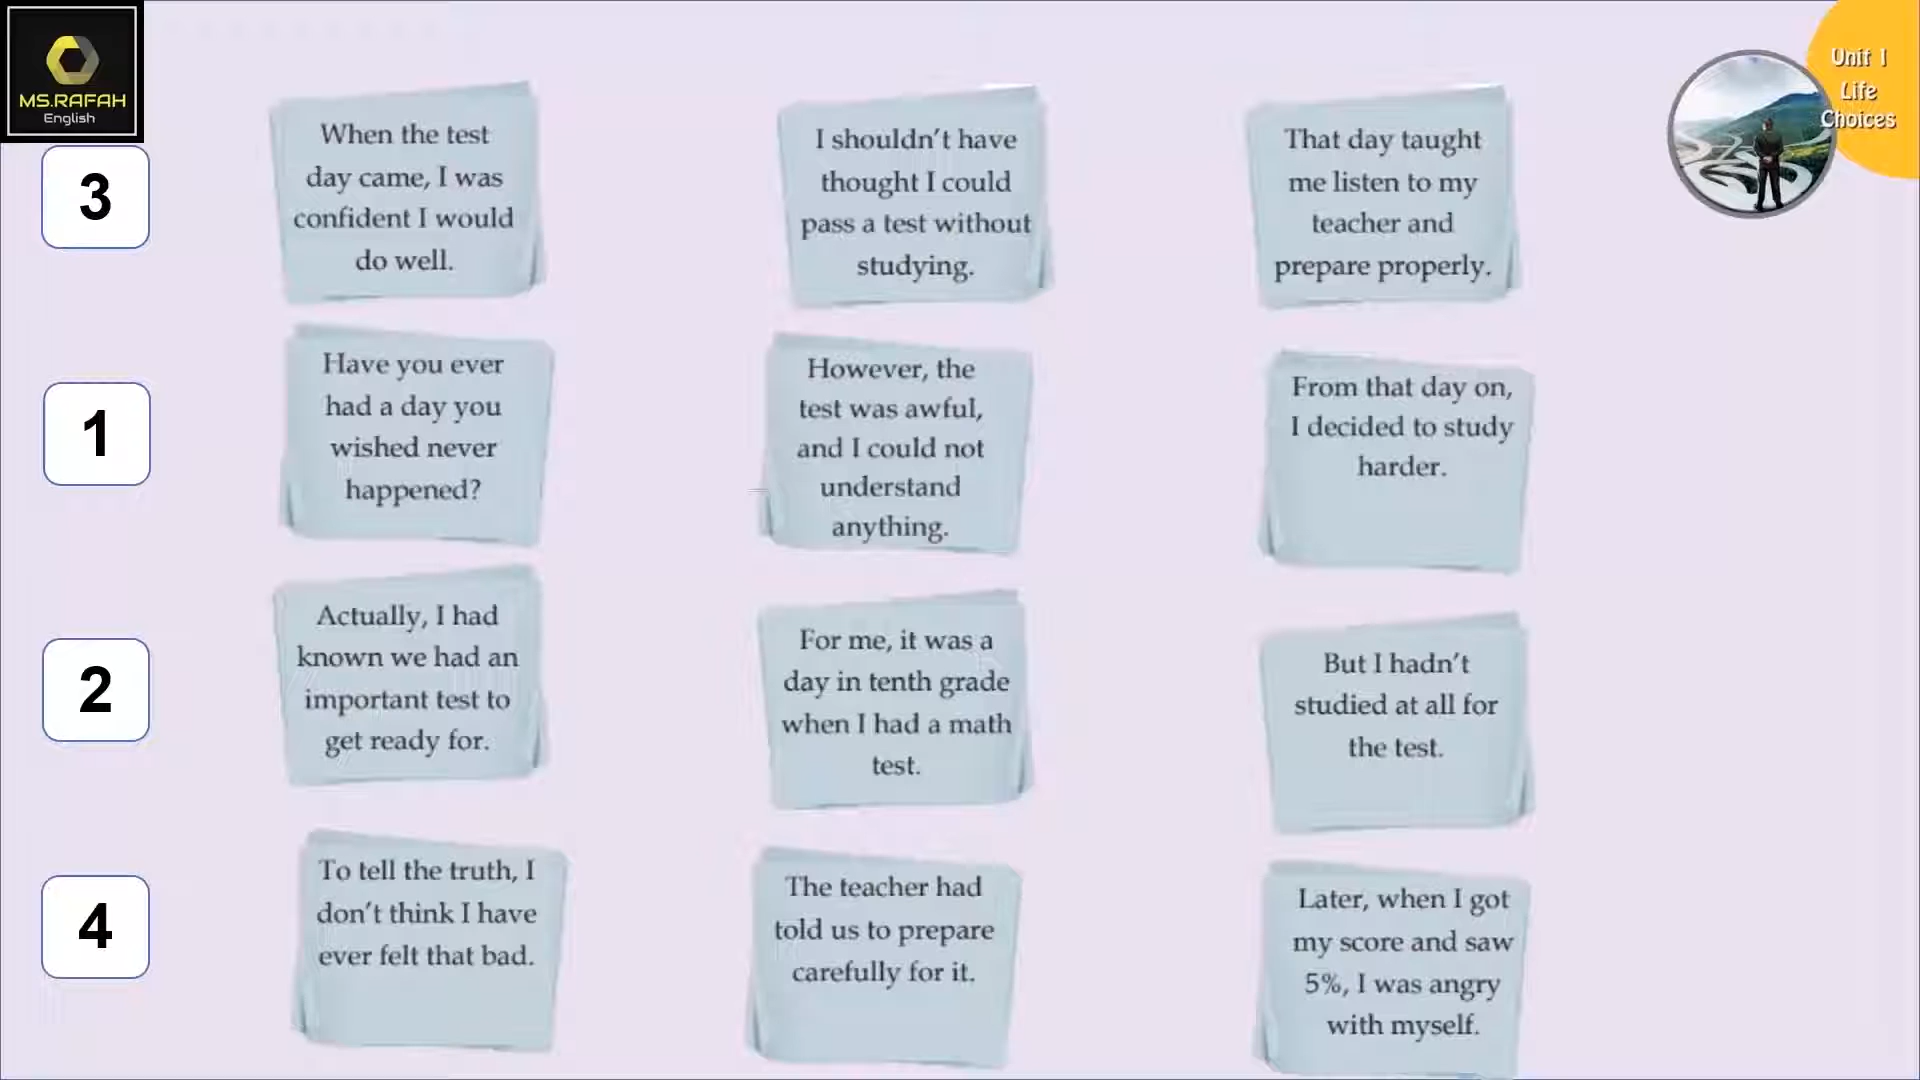 MS.RAFAH
English
Unit 1
Life
Choices
3
When the test
day came, I was
confident I would
do well.
I shouldn't have
thought I could
pass a test without
studying.
That day taught
me listen to my
teacher and
prepare properly.
1
Have you ever
had a day you
wished never
happened?
However, the
test was awful,
and I could not
understand
anything.
From that day on,
I decided to study
harder.
2
Actually, I had
known we had an
important test to
get ready for.
For me, it was a
day in tenth grade
when I had a math
test.
But I hadn't
studied at all for
the test.
4
To tell the truth, I
don't think I have
ever felt that bad.
The teacher had
told us to prepare
carefully for it.
Later, when I got
my score and saw
5%, I was angry
with myself.